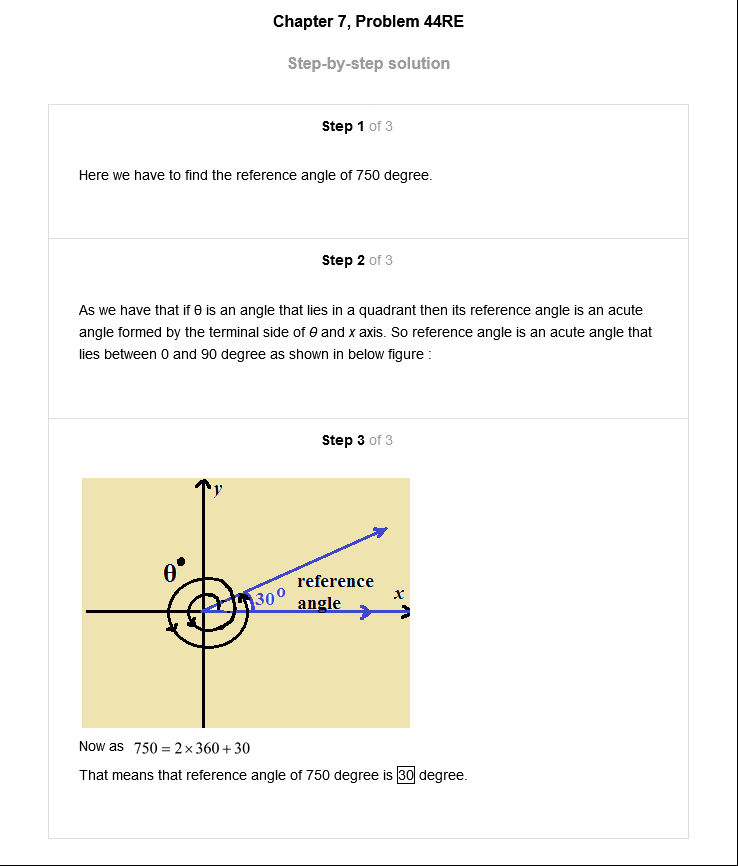 Chapter 7, Problem 44RE
Step-by-step solution
Step 1 of 3
Here we have to find the reference angle of 750 degree.
Step 2 of 3
As we have that if θ is an angle that lies in a quadrant then its reference angle is an acute
angle formed by the terminal side of θ and x axis. So reference angle is an acute angle that
lies between 0 and 90 degree as shown in below figure :
Step 3 of 3
y
θ
reference
x
30°
angle
Now as 750 = 2 × 360 + 30
That means that reference angle of 750 degree is 30 degree.